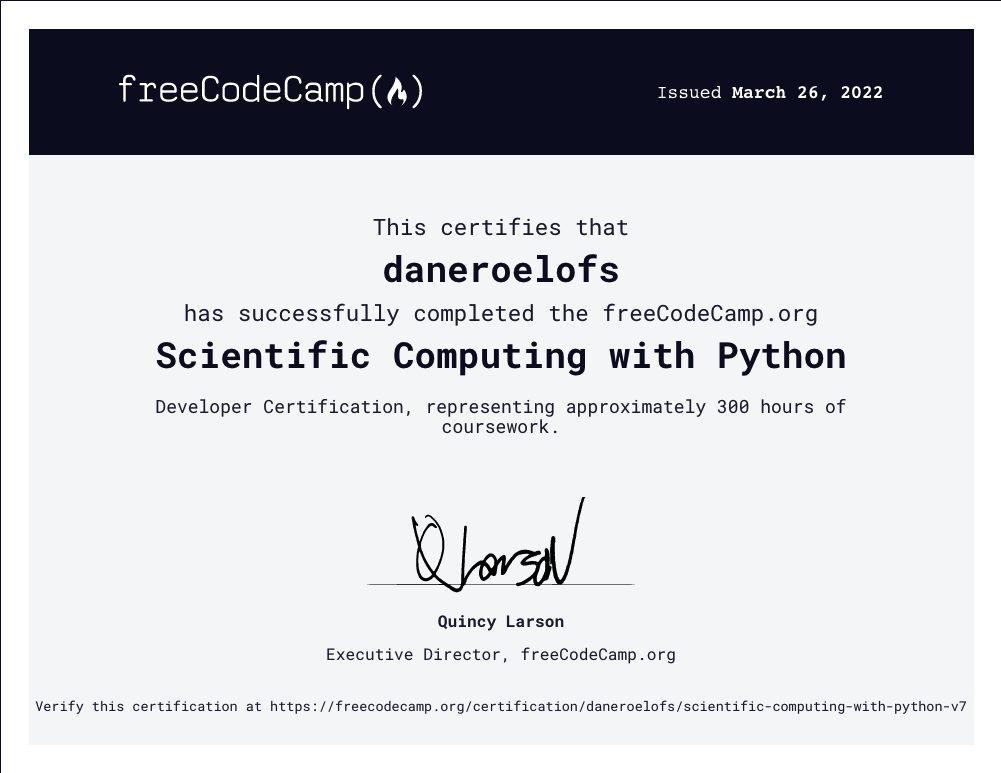 freeCodeCamp(🔥)
Issued March 26, 2022
This certifies that
daneroelofs
has successfully completed the freeCodeCamp.org
Scientific Computing with Python
Developer Certification, representing approximately 300 hours of
coursework.
Q Larson
Quincy Larson
Executive Director, freeCodeCamp.org
Verify this certification at https://freecodecamp.org/certification/daneroelofs/scientific-computing-with-python-v7